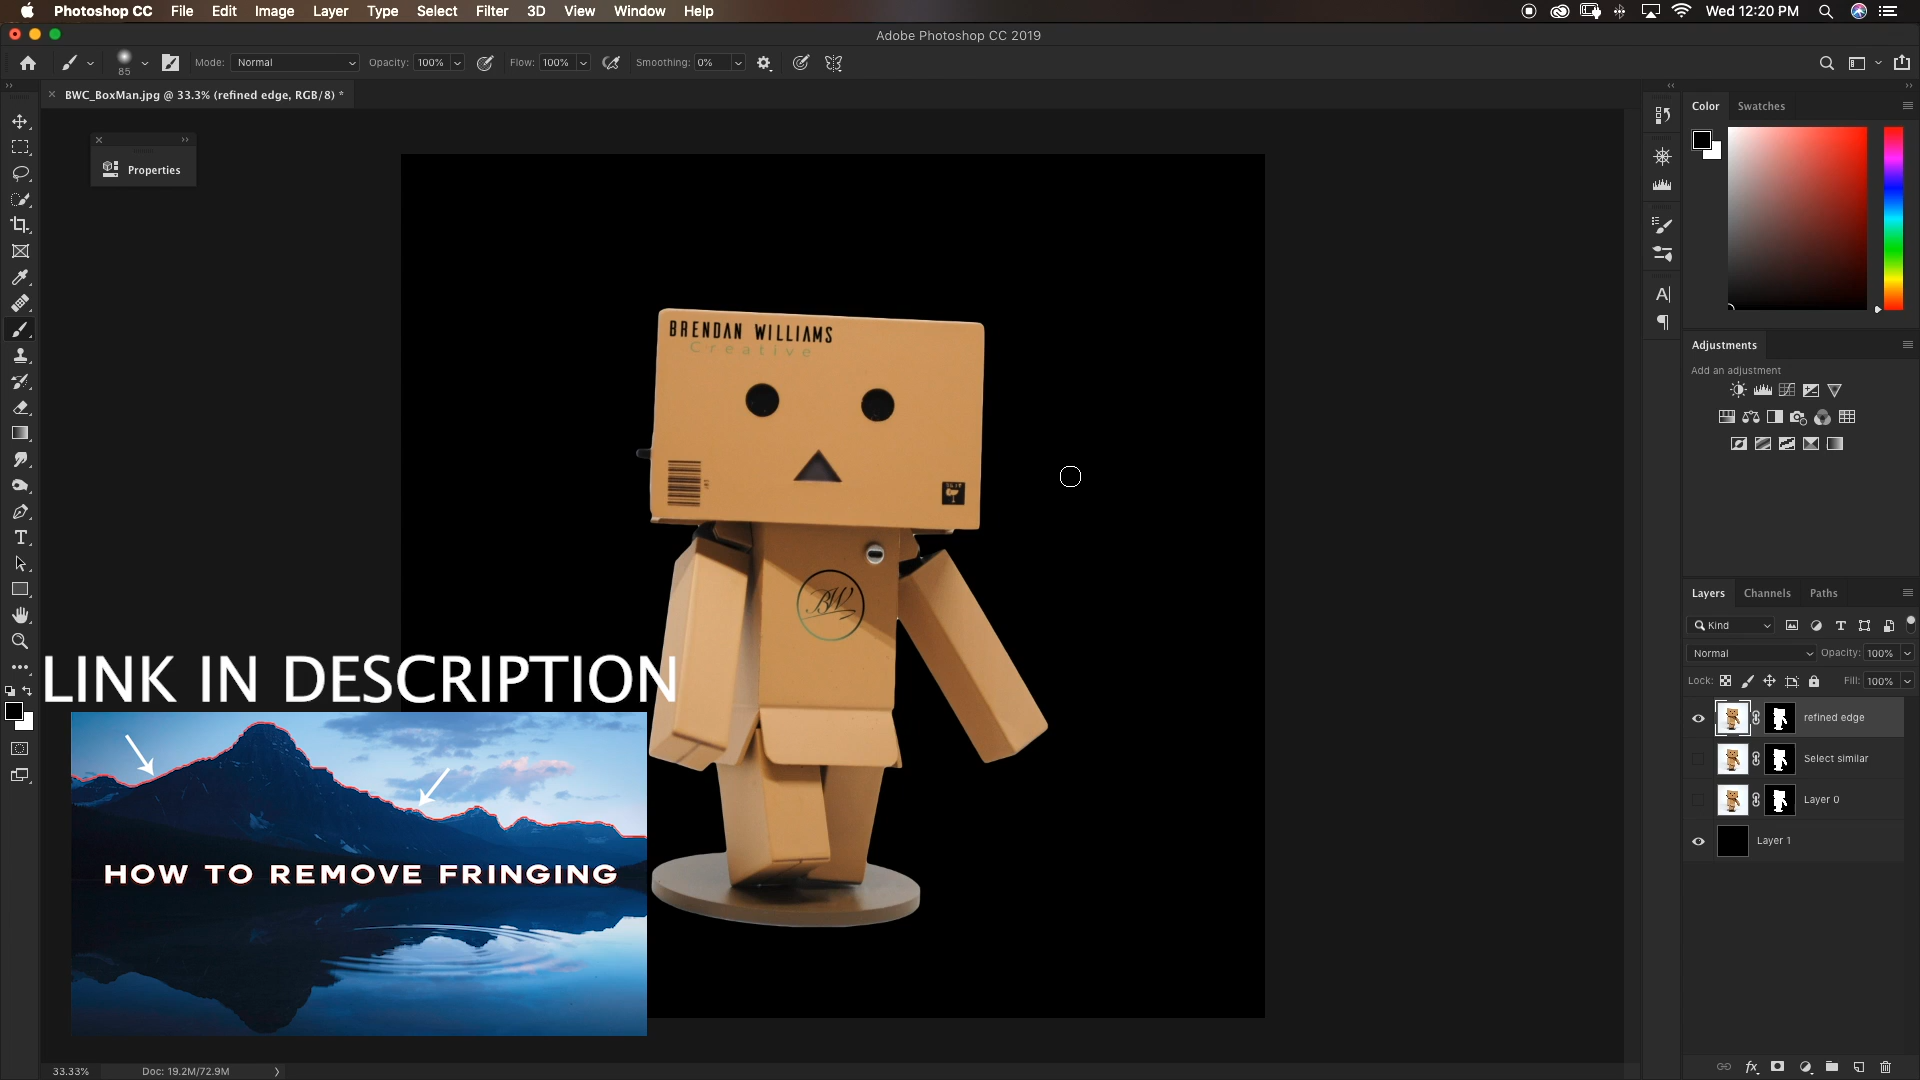 Photoshop CC File Edit Image Layer Type Select Filter 3D View Window Help Wed 12:20 PM
Adobe Photoshop CC 2019
85 Mode: Normal Opacity: 100% Flow: 100% Smoothing: 0%
BWC_BoxMan.jpg @ 33.3% (refined edge, RGB/8) *
Color Swatches
Properties
BRENDAN WILLIAMS
Creative
BW
Adjustments
Add an adjustment
Layers Channels Paths
Kind
Normal Opacity: 100%
Lock: Fill: 100%
refined edge
Select similar
Layer 0
Layer 1
LINK IN DESCRIPTION
HOW TO REMOVE FRINGING
33.33% Doc: 19.2M/72.9M